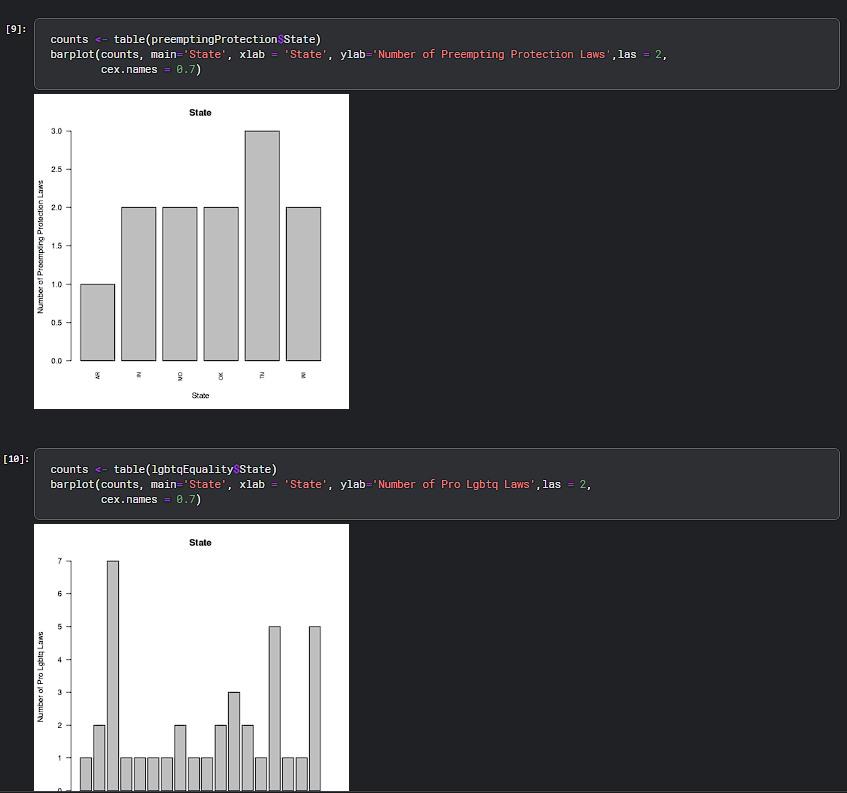 [9]:
counts <- table(preemptingProtection$State)
barplot(counts, main='State', xlab = 'State', ylab='Number of Preempting Protection Laws',las = 2,
cex.names = 0.7)
State
3.0
2.5
2.0
1.5
1.0
0.5
0.0
Number of Preempting Protection Laws
AR
IN
MO
OK
TN
WI
State
[10]:
counts <- table(lgbtqEquality$State)
barplot(counts, main='State', xlab = 'State', ylab='Number of Pro Lgbtq Laws',las = 2,
cex.names = 0.7)
State
7
6
5
4
3
2
1
0
Number of Pro Lgbtq Laws